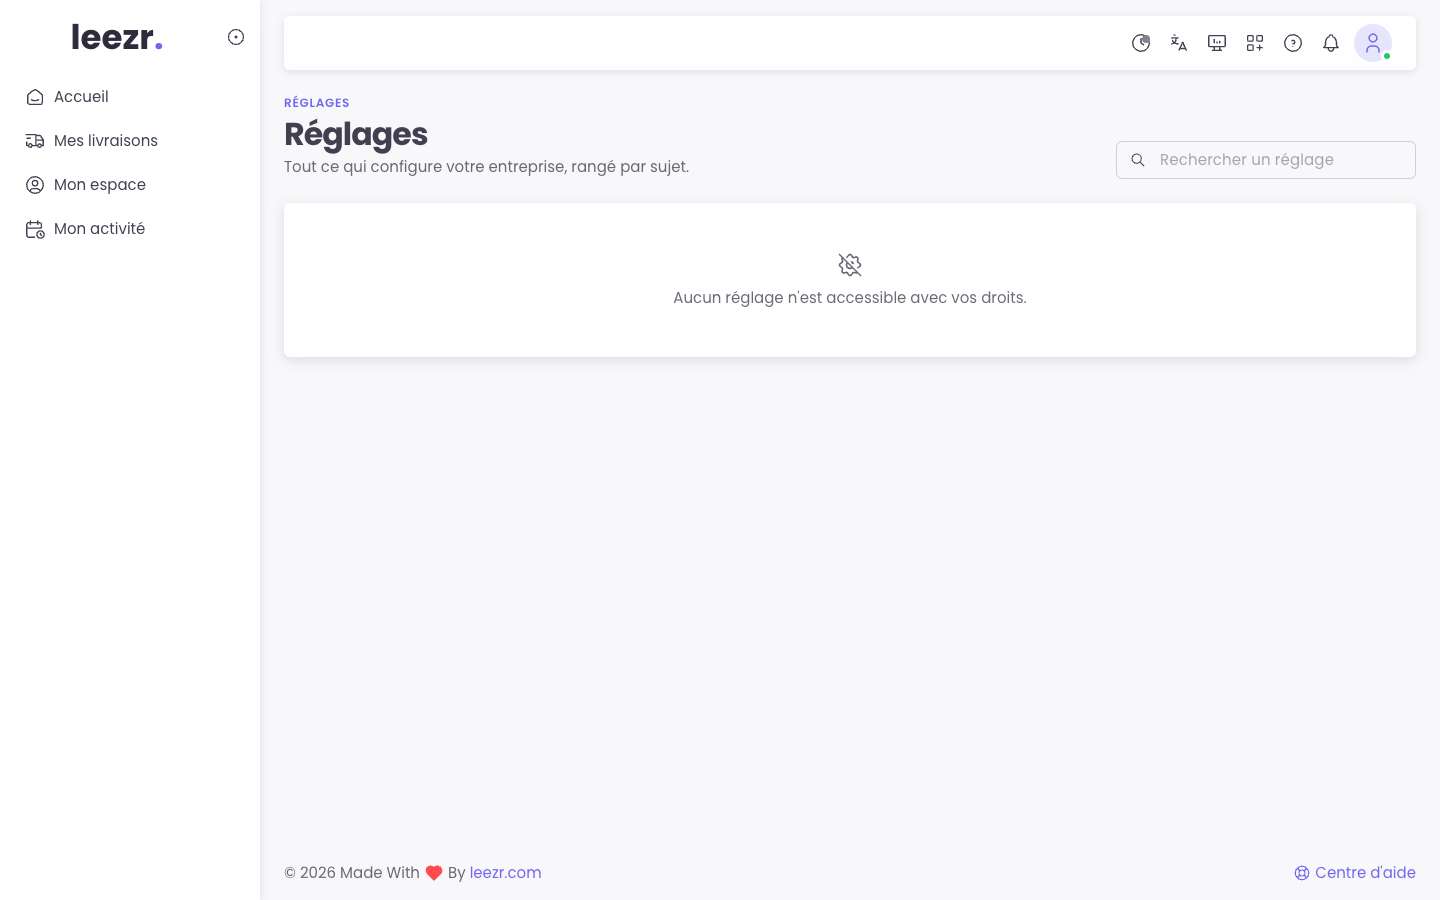 leezr.
Accueil
Mes livraisons
Mon espace
Mon activité
RÉGLAGES
Réglages
Tout ce qui configure votre entreprise, rangé par sujet.
Rechercher un réglage
Aucun réglage n'est accessible avec vos droits.
© 2026 Made With By leezr.com
Centre d'aide